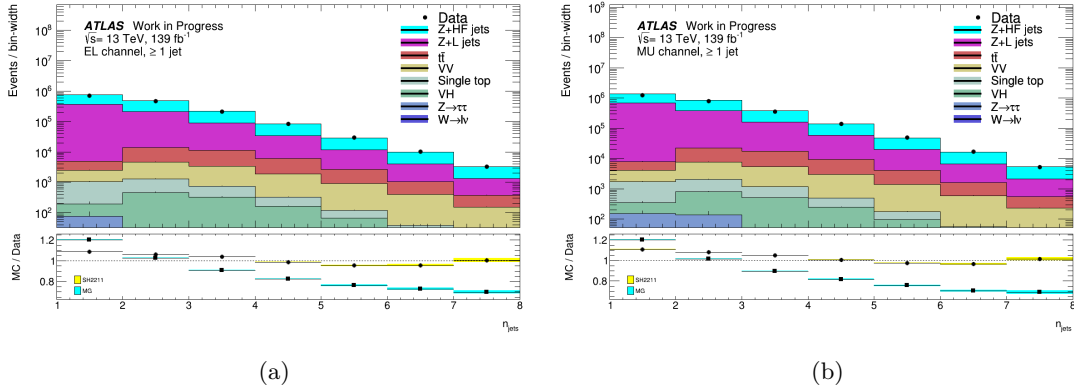 Events / bin-width
10⁸
10⁷
10⁶
10⁵
10⁴
10³
10²
ATLAS Work in Progress
√s= 13 TeV, 139 fb⁻¹
EL channel, ≥ 1 jet
Data
Z+HF jets
Z+L jets
tt̄
VV
Single top
VH
Z→ττ
W→lν
MC / Data
1.2
1
0.8
SH2211
MG
1 2 3 4 5 6 7 8
n_jets
(a)
Events / bin-width
10⁹
10⁸
10⁷
10⁶
10⁵
10⁴
10³
10²
ATLAS Work in Progress
√s= 13 TeV, 139 fb⁻¹
MU channel, ≥ 1 jet
Data
Z+HF jets
Z+L jets
tt̄
VV
Single top
VH
Z→ττ
W→lν
MC / Data
1.2
1
0.8
SH2211
MG
1 2 3 4 5 6 7 8
n_jets
(b)